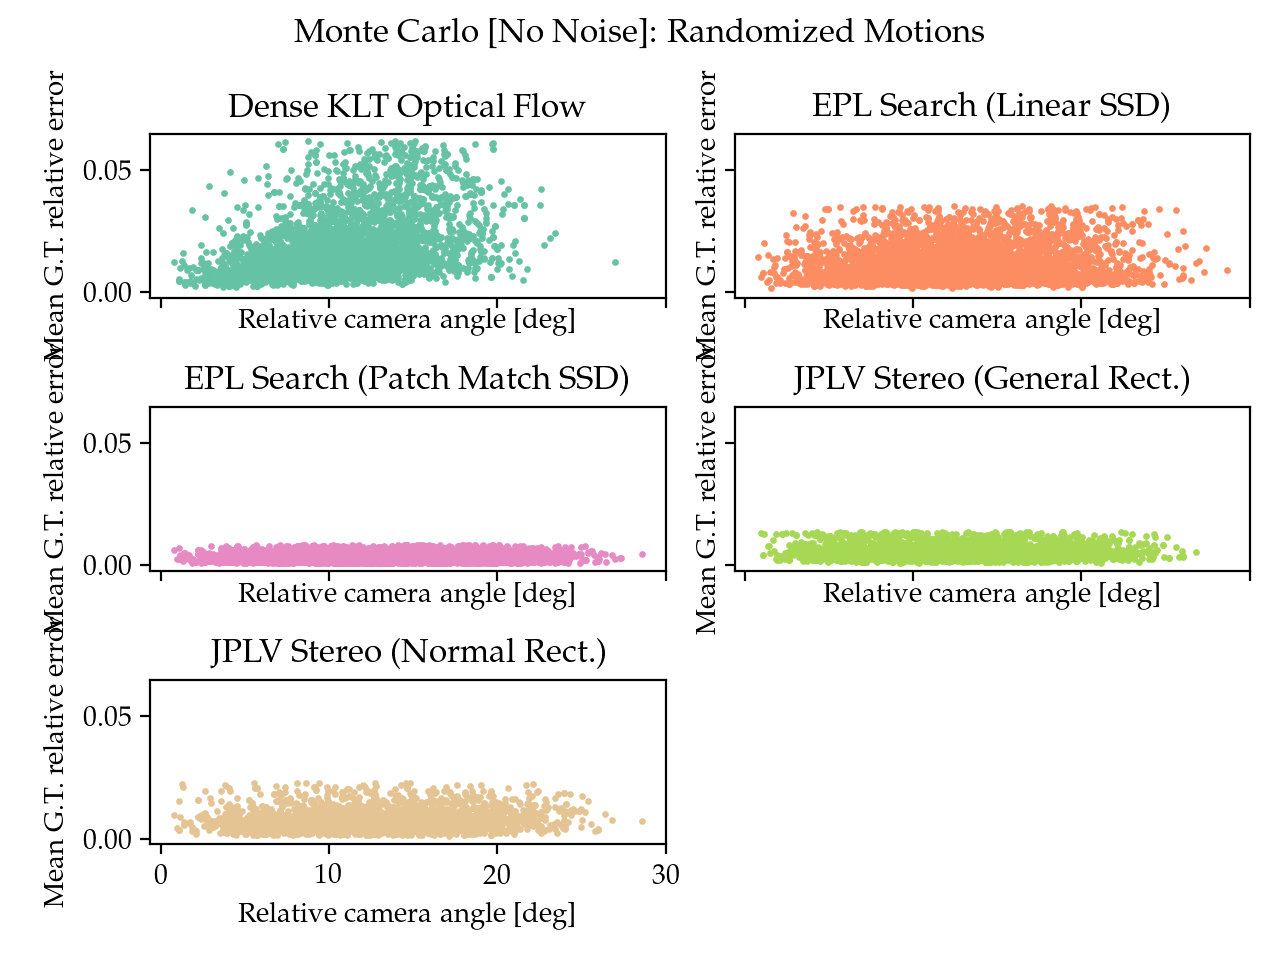 Monte Carlo [No Noise]: Randomized Motions
Dense KLT Optical Flow
Mean G.T. relative error
0.05
0.00
Relative camera angle [deg]
EPL Search (Linear SSD)
Mean G.T. relative error
Relative camera angle [deg]
EPL Search (Patch Match SSD)
Mean G.T. relative error
0.05
0.00
Relative camera angle [deg]
JPLV Stereo (General Rect.)
Mean G.T. relative error
Relative camera angle [deg]
JPLV Stereo (Normal Rect.)
Mean G.T. relative error
0.05
0.00
0 10 20 30
Relative camera angle [deg]